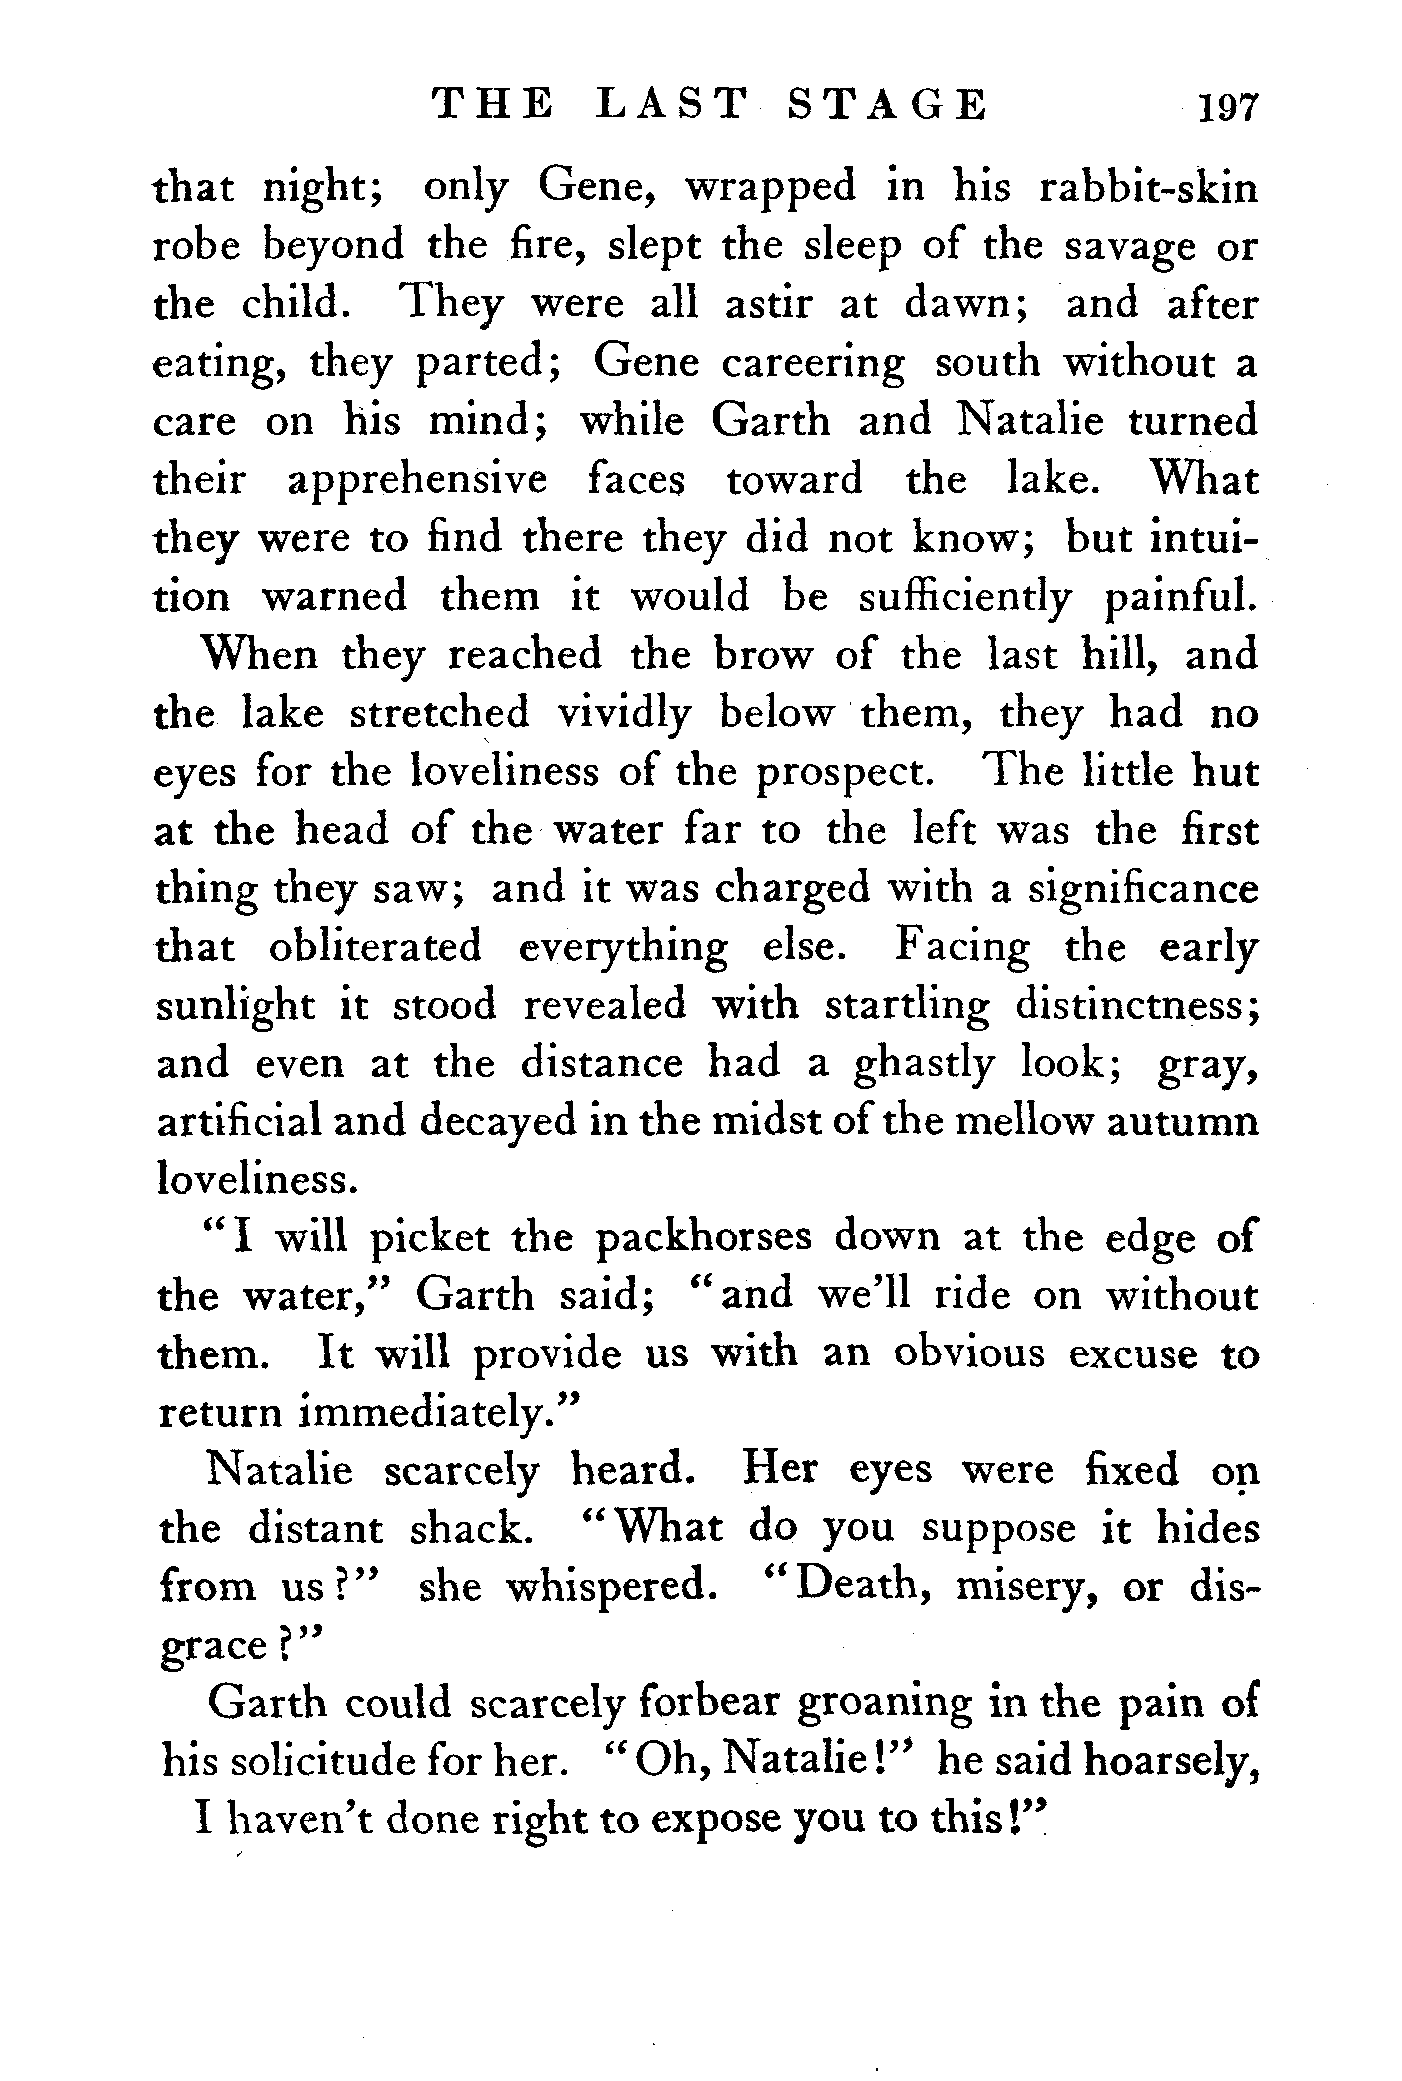 THE LAST STAGE 197
that night; only Gene, wrapped in his rabbit-skin
robe beyond the fire, slept the sleep of the savage or
the child. They were all astir at dawn; and after
eating, they parted; Gene careering south without a
care on his mind; while Garth and Natalie turned
their apprehensive faces toward the lake. What
they were to find there they did not know; but intui-
tion warned them it would be sufficiently painful.
When they reached the brow of the last hill, and
the lake stretched vividly below them, they had no
eyes for the loveliness of the prospect. The little hut
at the head of the water far to the left was the first
thing they saw; and it was charged with a significance
that obliterated everything else. Facing the early
sunlight it stood revealed with startling distinctness;
and even at the distance had a ghastly look; gray,
artificial and decayed in the midst of the mellow autumn
loveliness.
"I will picket the packhorses down at the edge of
the water," Garth said; "and we'll ride on without
them. It will provide us with an obvious excuse to
return immediately."
Natalie scarcely heard. Her eyes were fixed on
the distant shack. "What do you suppose it hides
from us?" she whispered. "Death, misery, or dis-
grace?"
Garth could scarcely forbear groaning in the pain of
his solicitude for her. "Oh, Natalie!" he said hoarsely,
I haven't done right to expose you to this!"